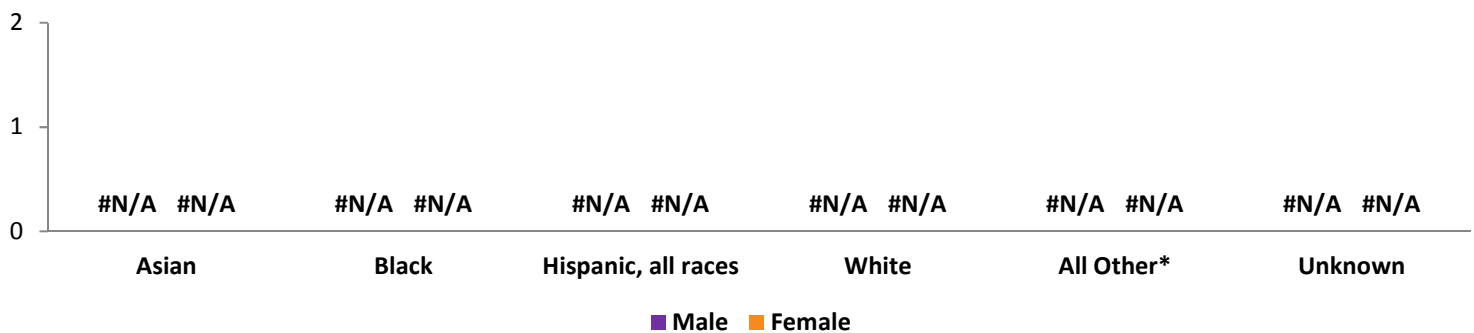 2
1
0
#N/A #N/A #N/A #N/A #N/A #N/A #N/A #N/A #N/A #N/A #N/A #N/A
Asian Black Hispanic, all races White All Other* Unknown
Male Female